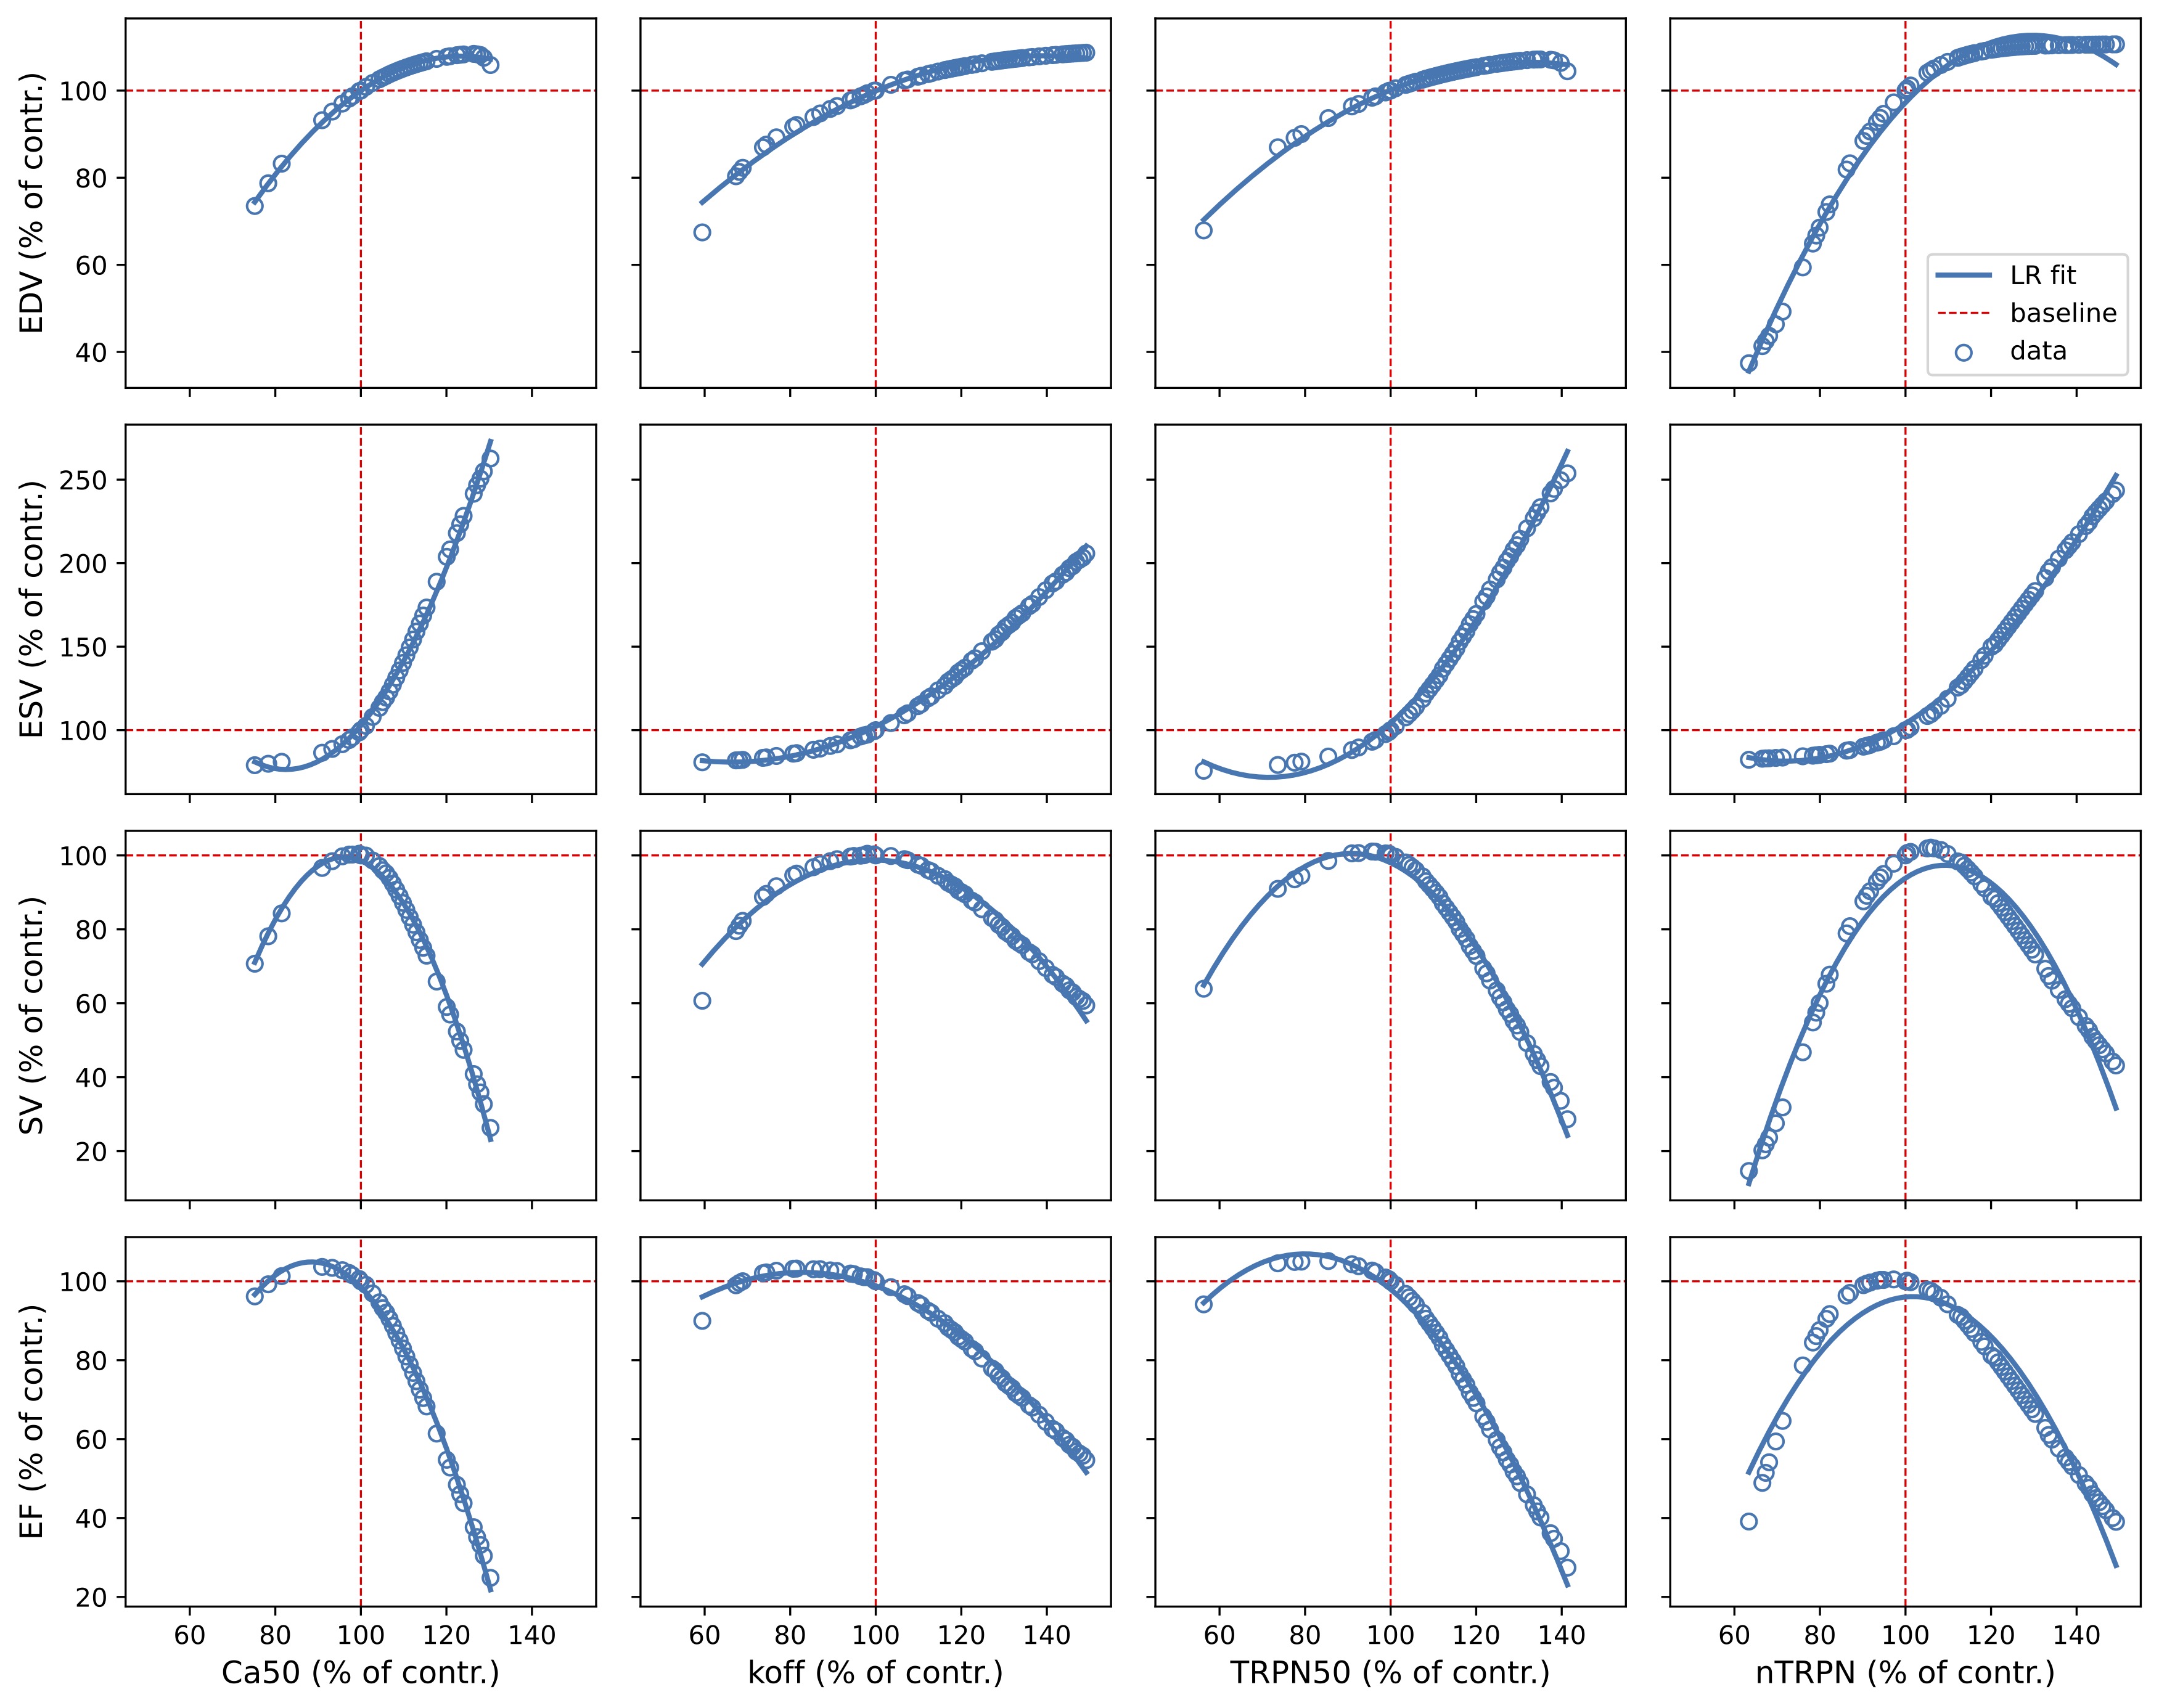 EDV (% of contr.)
100
80
60
40
LR fit
baseline
data
ESV (% of contr.)
250
200
150
100
SV (% of contr.)
100
80
60
40
20
EF (% of contr.)
100
80
60
40
20
60 80 100 120 140
60 80 100 120 140
60 80 100 120 140
60 80 100 120 140
Ca50 (% of contr.)
koff (% of contr.)
TRPN50 (% of contr.)
nTRPN (% of contr.)